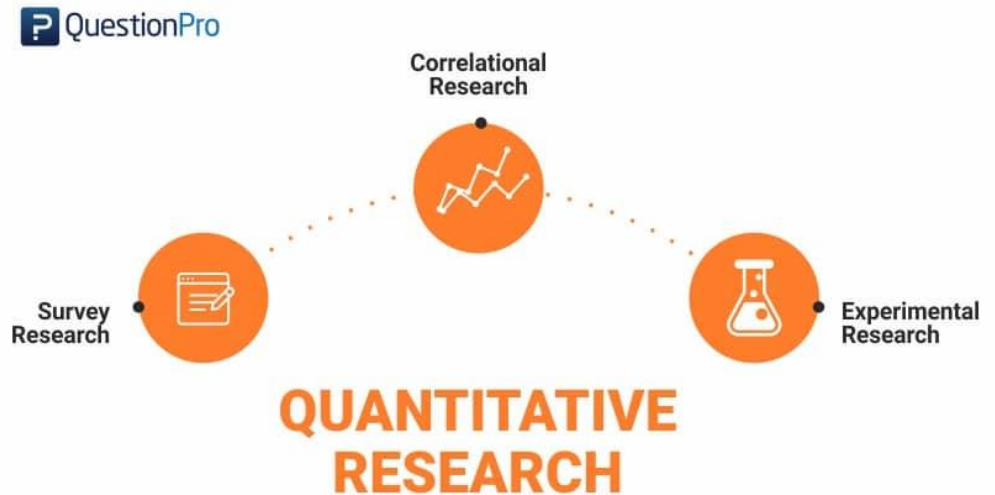 QuestionPro
Correlational
Research
Survey
Research
Experimental
Research
QUANTITATIVE
RESEARCH